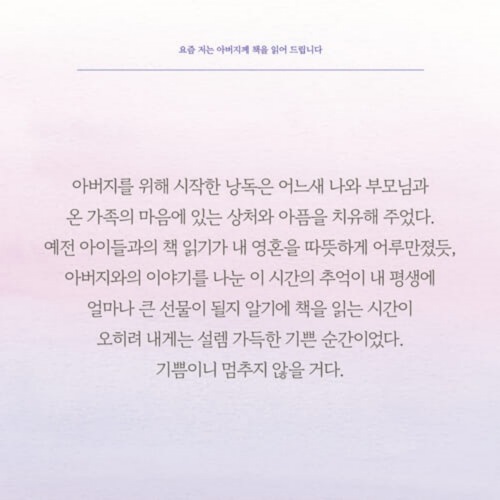 요즘 저는 아버지께 책을 읽어 드립니다
아버지를 위해 시작한 낭독은 어느새 나와 부모님과
온 가족의 마음에 있는 상처와 아픔을 치유해 주었다.
예전 아이들과의 책 읽기가 내 영혼을 따뜻하게 어루만졌듯,
아버지와의 이야기를 나눈 이 시간의 추억이 내 평생에
얼마나 큰 선물이 될지 알기에 책을 읽는 시간이
오히려 내게는 설렘 가득한 기쁜 순간이었다.
기쁨이니 멈추지 않을 거다.